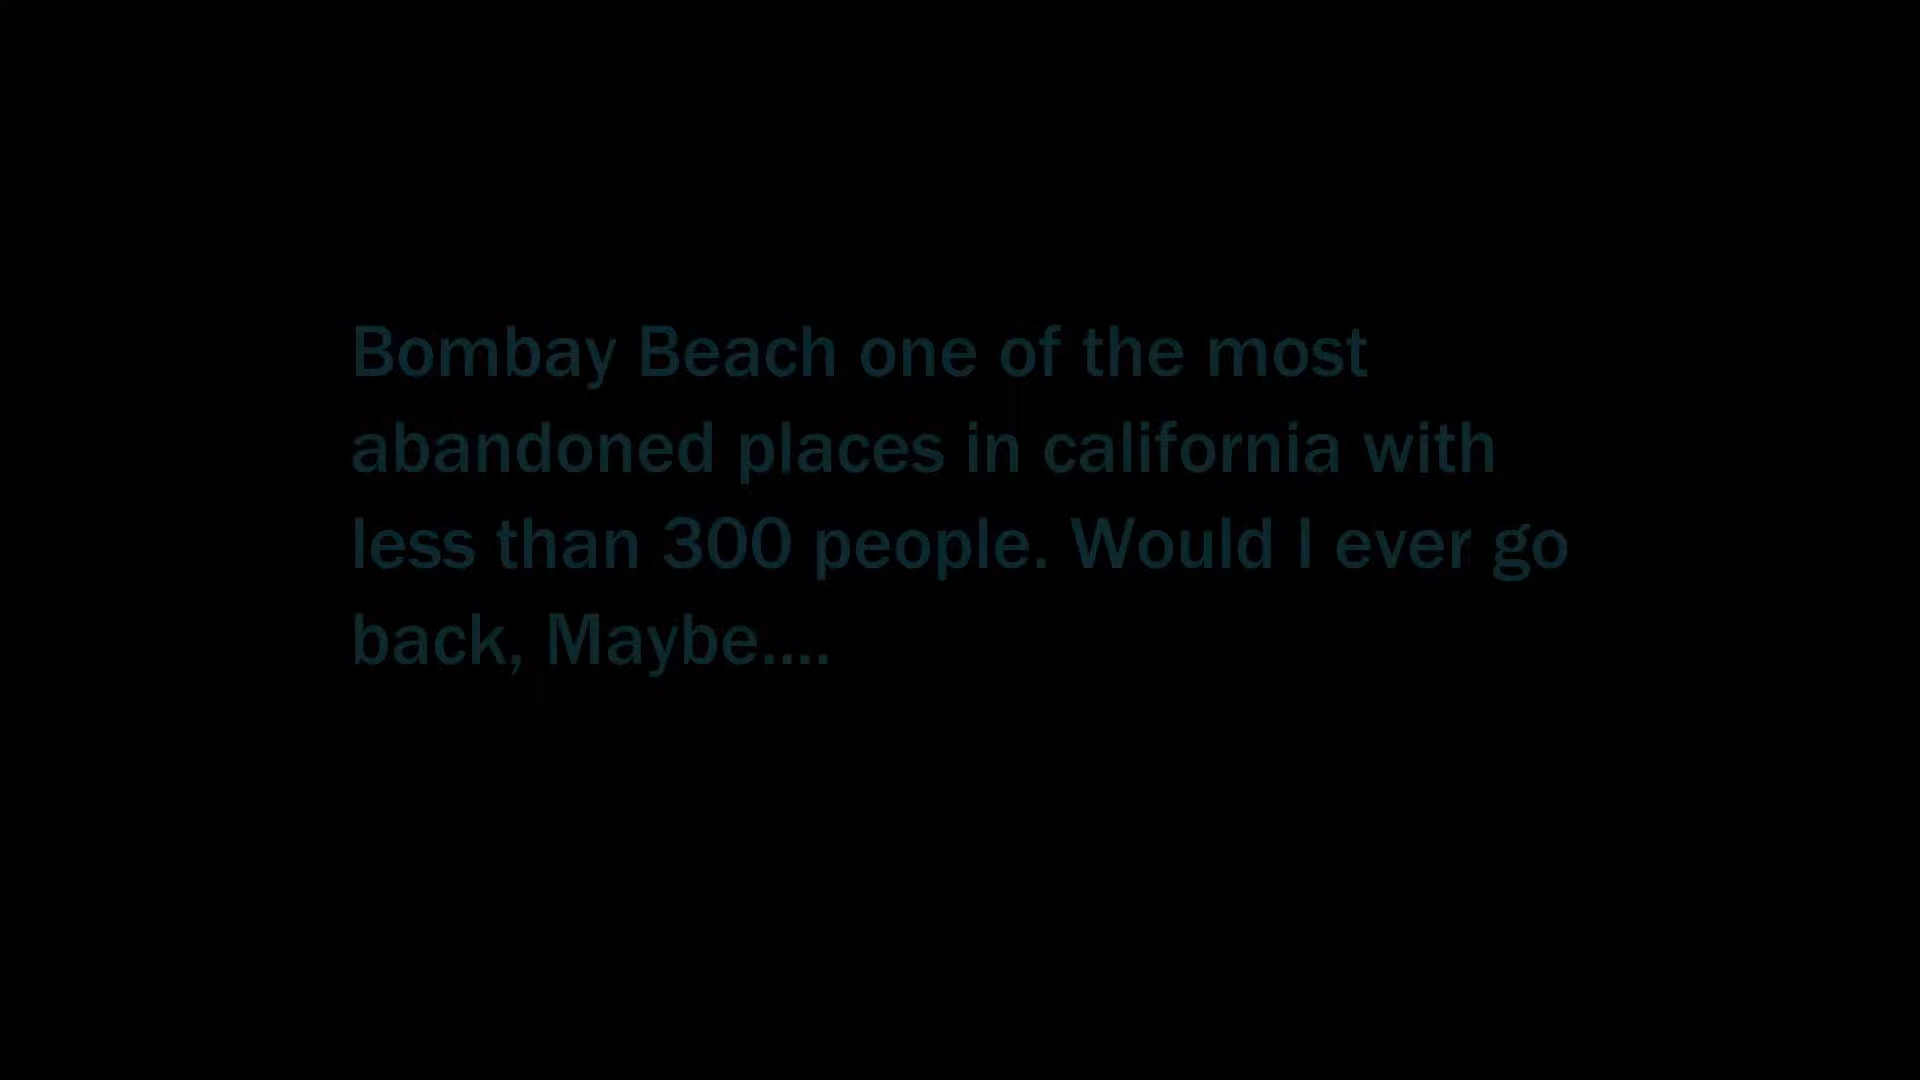 Bombay Beach one of the most
abandoned places in california with
less than 300 people. Would I ever go
back, Maybe....